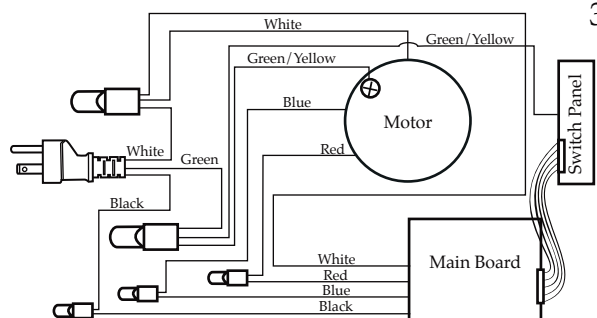 3
White
Green/Yellow
Green/Yellow
Blue
Motor
Switch Panel
White
Red
Green
Black
White
Main Board
Red
Blue
Black